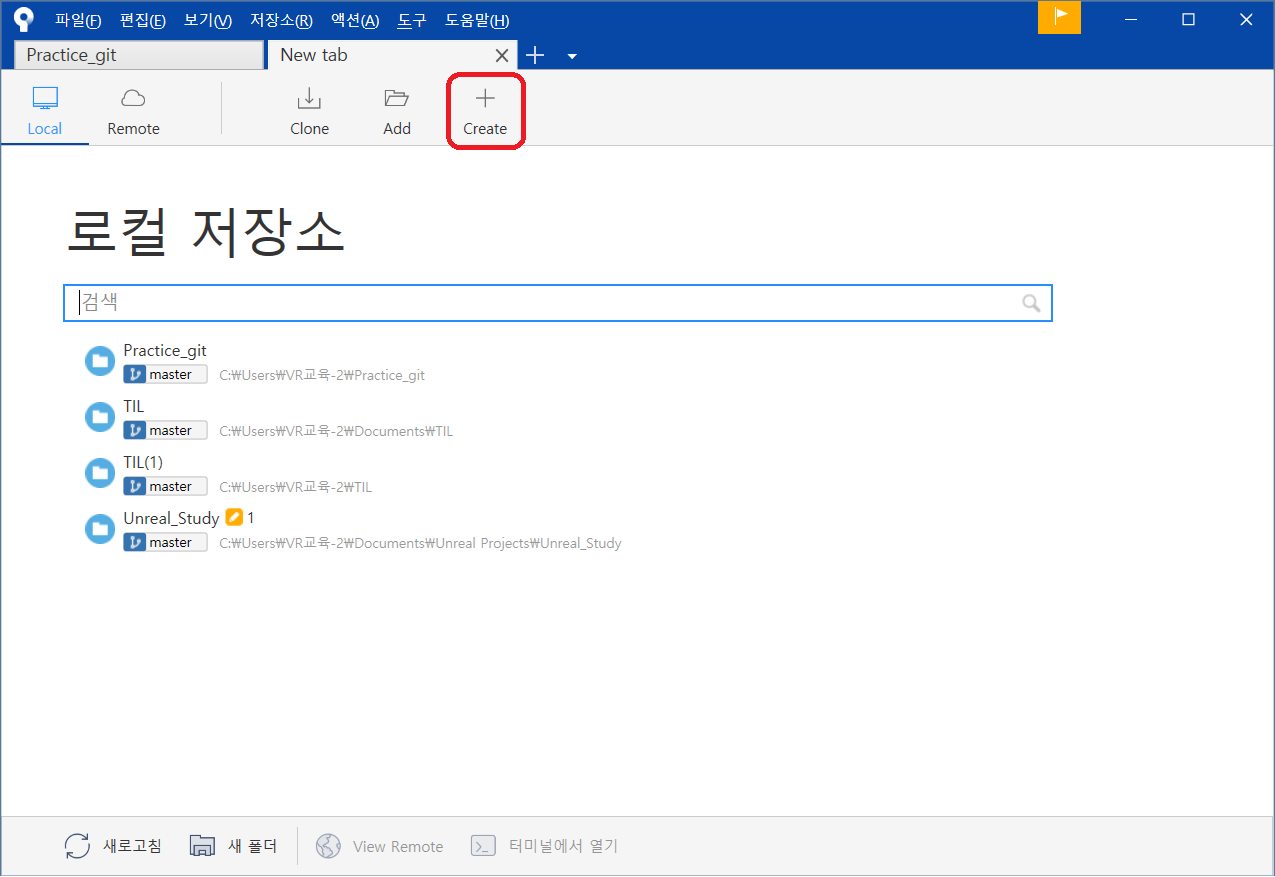 파일(F) 편집(E) 보기(V) 저장소(R) 액션(A) 도구 도움말(H)
Practice_git New tab
Local Remote Clone Add Create
로컬 저장소
검색
Practice_git
master C:₩Users₩VR교육-2₩Practice_git
TIL
master C:₩Users₩VR교육-2₩Documents₩TIL
TIL(1)
master C:₩Users₩VR교육-2₩TIL
Unreal_Study 1
master C:₩Users₩VR교육-2₩Documents₩Unreal Projects₩Unreal_Study
새로고침 새 폴더 View Remote 터미널에서 열기